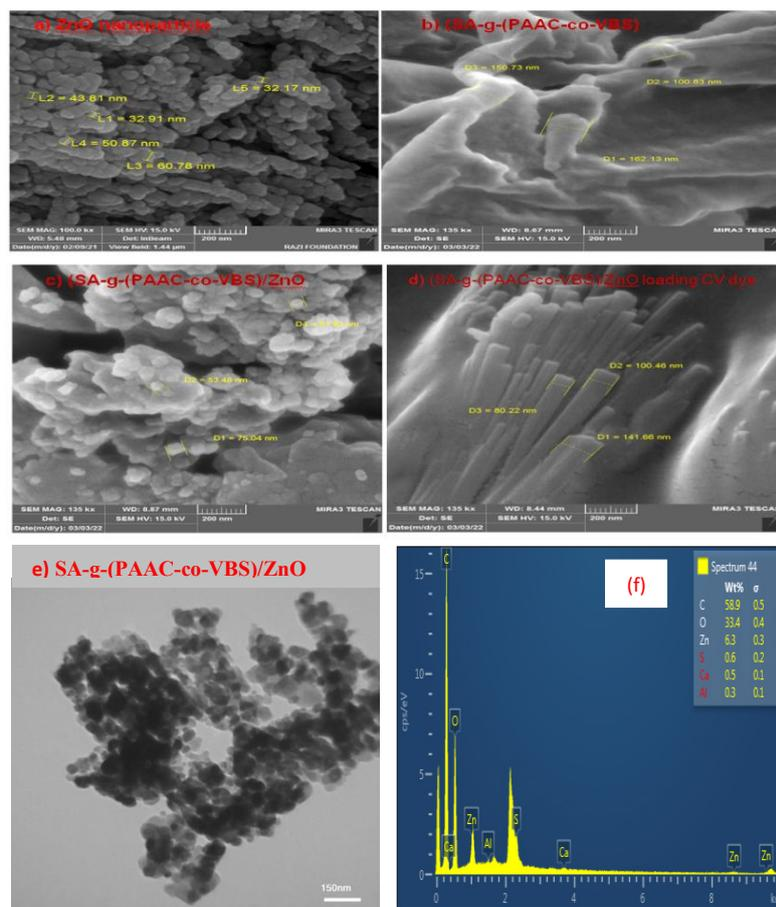 a) ZnO nanoparticle
L5 = 32.17 nm
L2 = 43.81 nm
L1 = 32.91 nm
L4 = 50.87 nm
L3 = 60.78 nm
SEM MAG: 100.0 kx SEM HV: 15.0 kV
WD: 5.48 mm Det: InBeam 200 nm MIRA3 TESCAN
Date(m/d/y): 02/09/21 View field: 1.44 µm RAZI FOUNDATION
b) (SA-g-(PAAC-co-VBS)
D3 = 150.73 nm
D2 = 100.83 nm
D1 = 162.13 nm
SEM MAG: 135 kx WD: 8.67 mm MIRA3 TESCAN
Det: SE SEM HV: 15.0 kV 200 nm
Date(m/d/y): 03/03/22
c) (SA-g-(PAAC-co-VBS)/ZnO
D2 = 53.48 nm
D1 = 75.04 nm
SEM MAG: 135 kx WD: 8.87 mm MIRA3 TESCAN
Det: SE SEM HV: 15.0 kV 200 nm
Date(m/d/y): 03/03/22
d) (SA-g-(PAAC-co-VBS)/ZnO loading CV dye
D2 = 100.46 nm
D3 = 80.22 nm
D1 = 141.66 nm
SEM MAG: 135 kx WD: 8.44 mm MIRA3 TESCAN
Det: SE SEM HV: 15.0 kV 200 nm
Date(m/d/y): 03/03/22
e) SA-g-(PAAC-co-VBS)/ZnO
150nm
(f)
Spectrum 44
Wt% σ
C 58.9 0.5
O 33.4 0.4
Zn 6.3 0.3
S 0.6 0.2
Ca 0.5 0.1
Al 0.3 0.1
cps/eV
15
10
5
0
C
O
Ca
Zn
Al
S
Ca
Zn
Zn
0 2 4 6 8